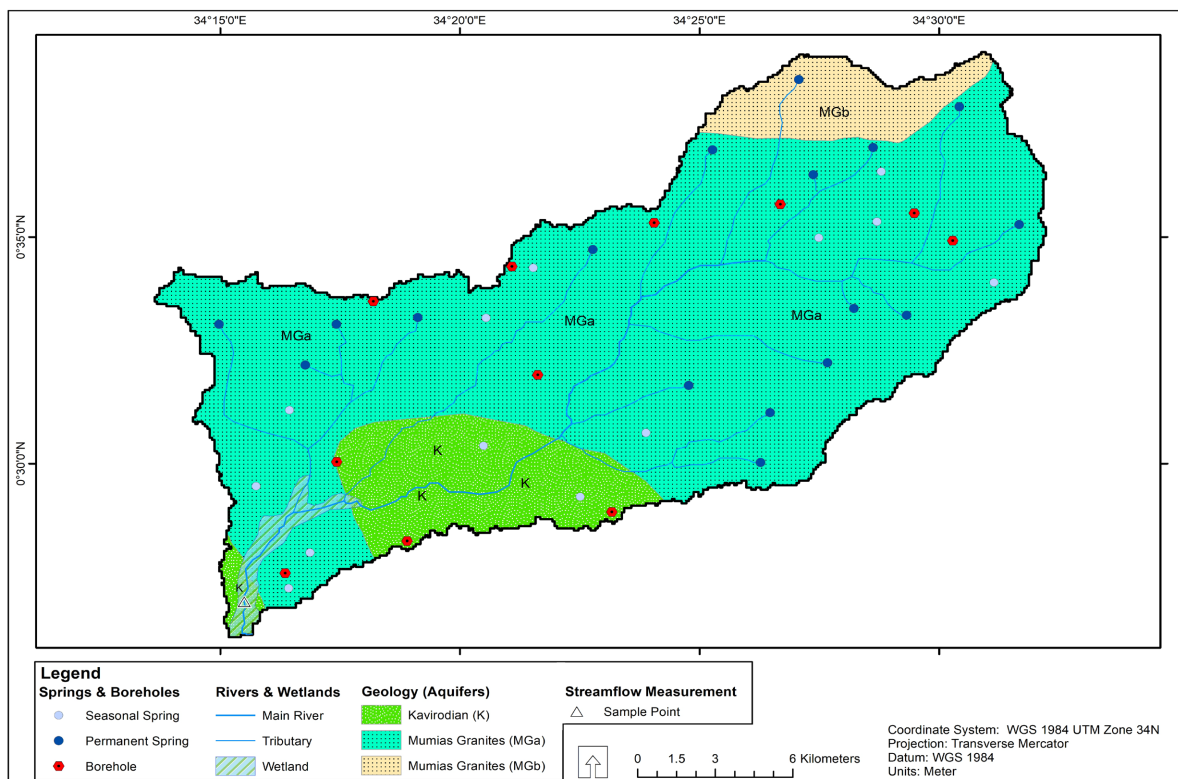 34°15'0"E 34°20'0"E 34°25'0"E 34°30'0"E
MGb
0°35'0"N
MGa MGa MGa
K
0°30'0"N
K
K
K
Legend
Springs & Boreholes
Seasonal Spring
Permanent Spring
Borehole
Rivers & Wetlands
Main River
Tributary
Wetland
Geology (Aquifers)
Kavirodian (K)
Mumias Granites (MGa)
Mumias Granites (MGb)
Streamflow Measurement
Sample Point
0 1.5 3 6 Kilometers
Coordinate System: WGS 1984 UTM Zone 34N
Projection: Transverse Mercator
Datum: WGS 1984
Units: Meter